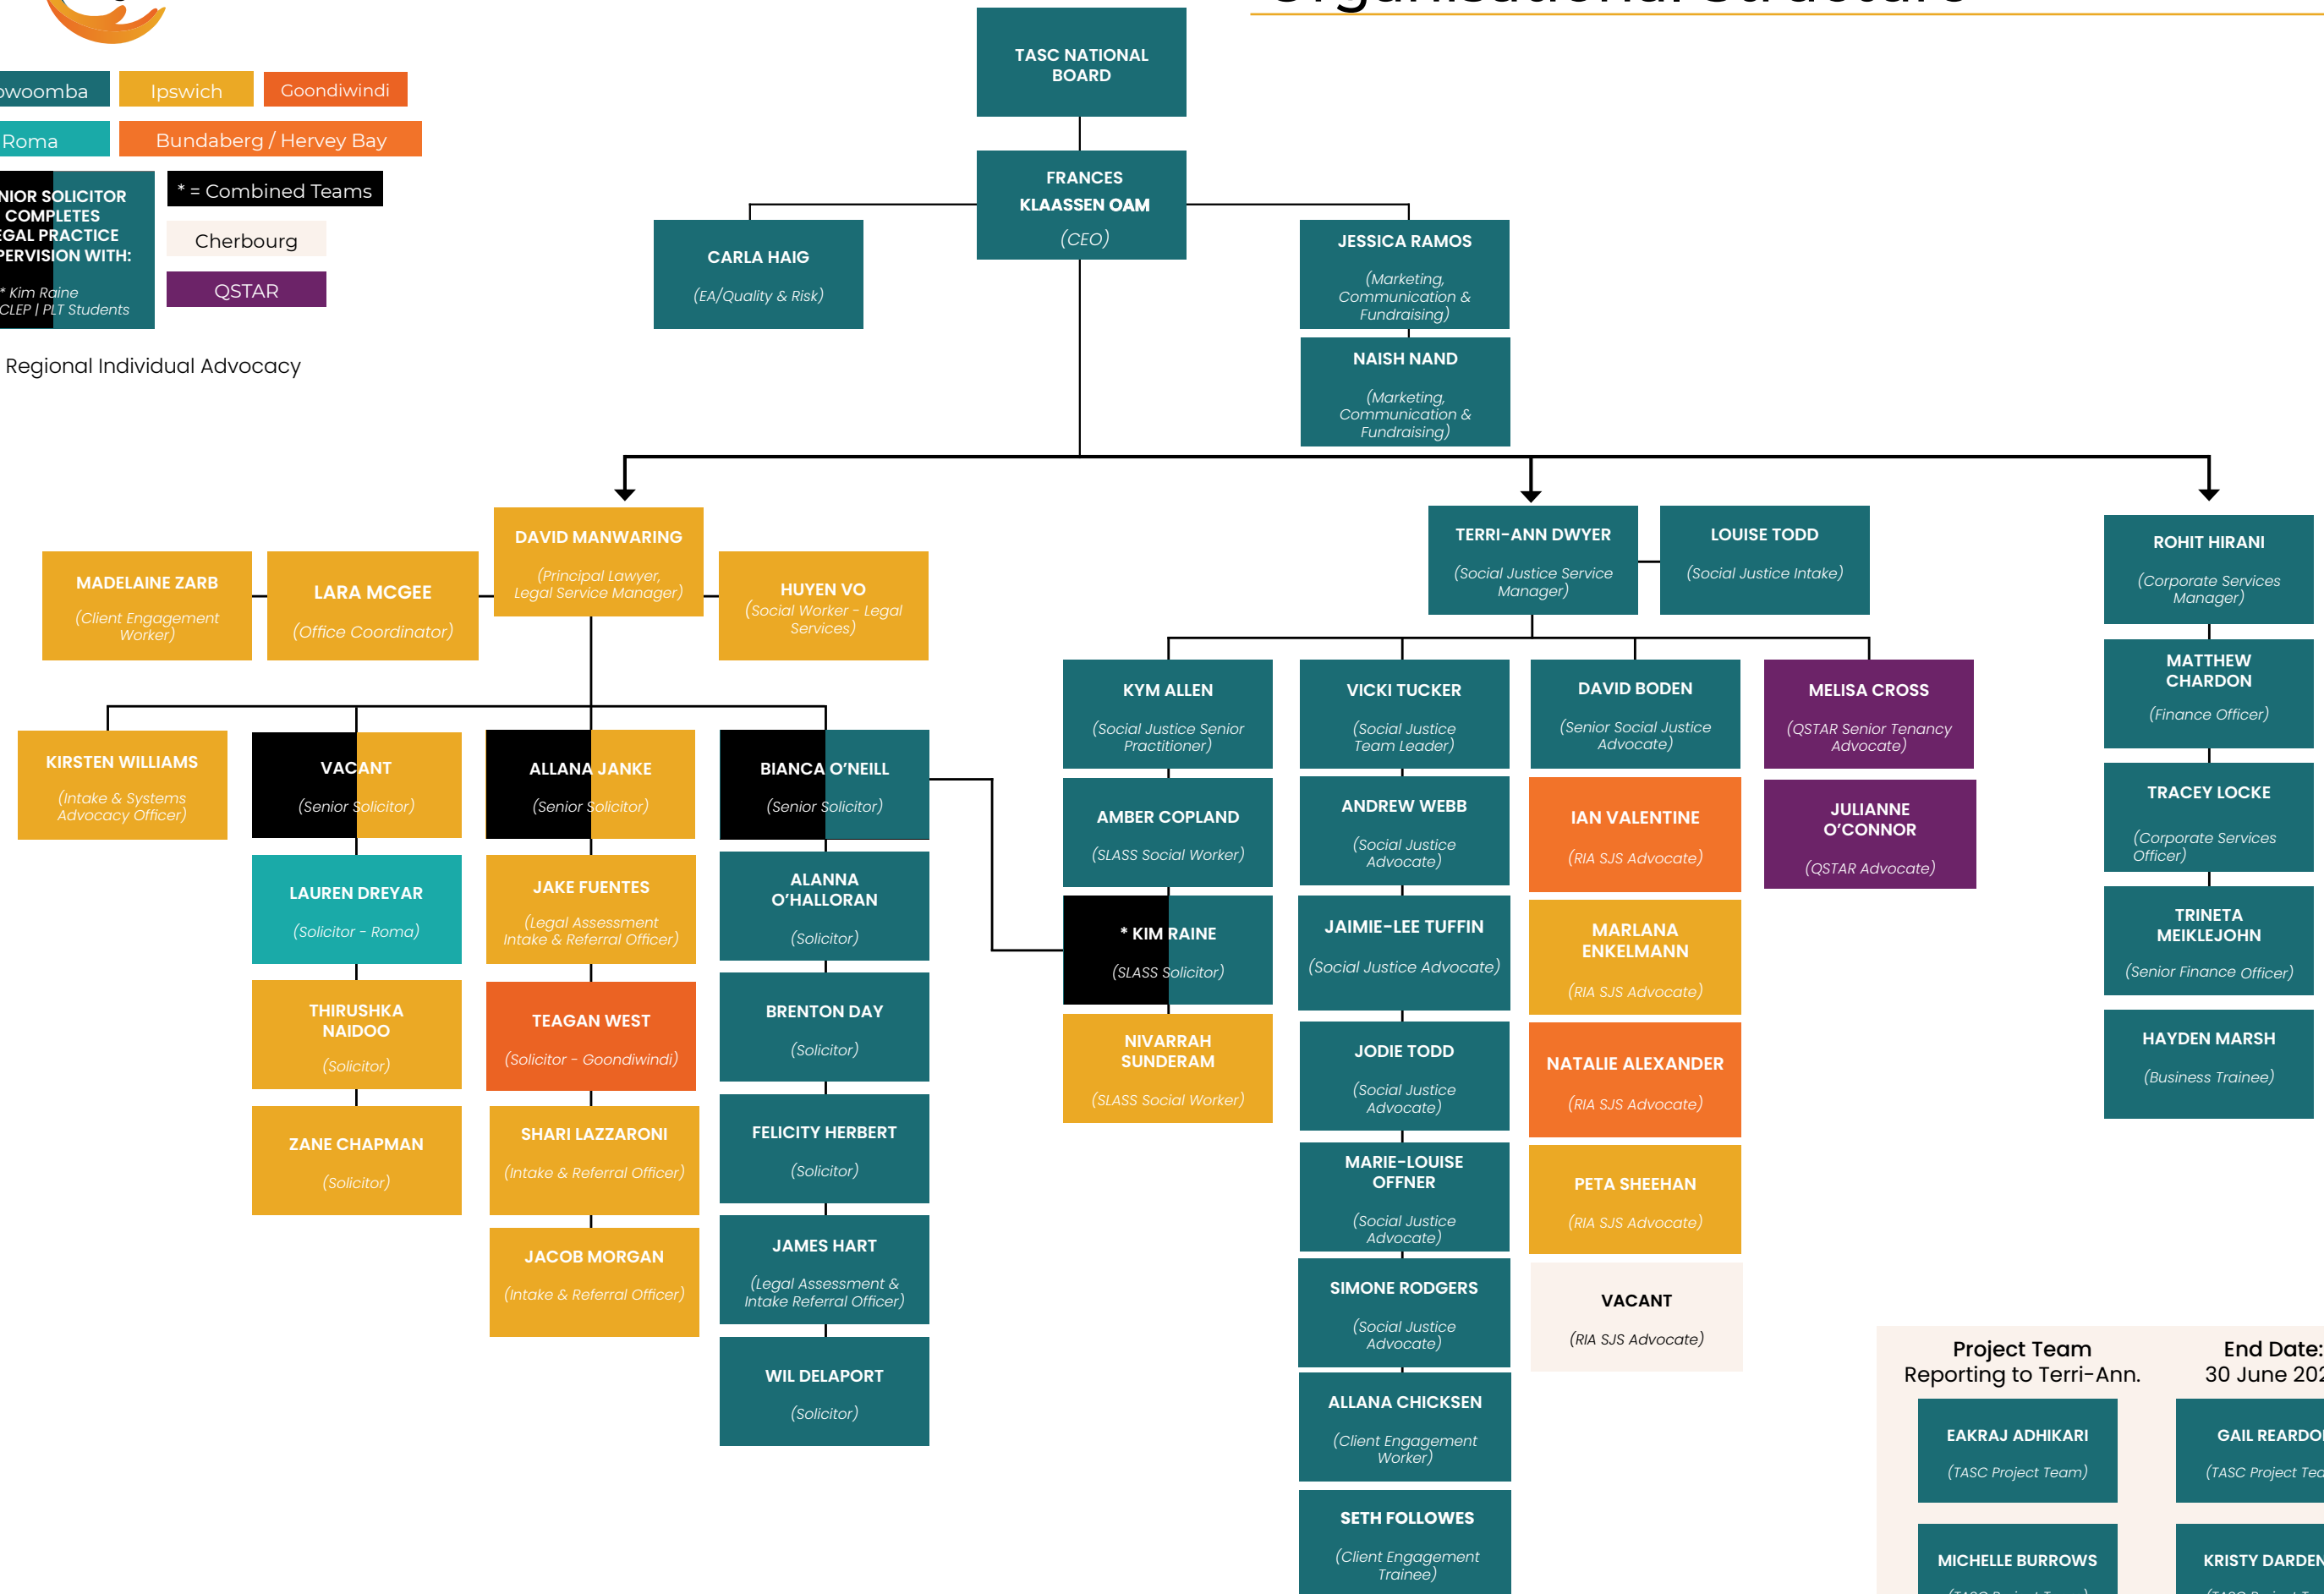 Organisational Structure
Ipswich
Goondiwindi
Roma
Bundaberg / Hervey Bay
* = Combined Teams
SOLICITOR
COMPLETES
PRACTICE
WITH:
* Kim Raine
CLEP | PLT Students
Cherbourg
QSTAR
Regional Individual Advocacy
TASC NATIONAL
BOARD
FRANCES
KLAASSEN OAM
(CEO)
CARLA HAIG
(EA/Quality & Risk)
JESSICA RAMOS
(Marketing,
Communication &
Fundraising)
NAISH NAND
(Marketing,
Communication &
Fundraising)
DAVID MANWARING
(Principal Lawyer,
Legal Service Manager)
MADELAINE ZARB
(Client Engagement
Worker)
LARA MCGEE
(Office Coordinator)
HUYEN VO
(Social Worker - Legal
Services)
KIRSTEN WILLIAMS
(Intake & Systems
Advocacy Officer)
VACANT
(Senior Solicitor)
LAUREN DREYAR
(Solicitor - Roma)
THIRUSHKA
NAIDOO
(Solicitor)
ZANE CHAPMAN
(Solicitor)
ALLANA JANKE
(Senior Solicitor)
JAKE FUENTES
(Legal Assessment
Intake & Referral Officer)
TEAGAN WEST
(Solicitor - Goondiwindi)
SHARI LAZZARONI
(Intake & Referral Officer)
JACOB MORGAN
(Intake & Referral Officer)
BIANCA O'NEILL
(Senior Solicitor)
ALANNA
O'HALLORAN
(Solicitor)
BRENTON DAY
(Solicitor)
FELICITY HERBERT
(Solicitor)
JAMES HART
(Legal Assessment &
Intake Referral Officer)
WIL DELAPORT
(Solicitor)
TERRI-ANN DWYER
(Social Justice Service
Manager)
LOUISE TODD
(Social Justice Intake)
KYM ALLEN
(Social Justice Senior
Practitioner)
AMBER COPLAND
(SLASS Social Worker)
* KIM RAINE
(SLASS Solicitor)
NIVARRAH
SUNDERAM
(SLASS Social Worker)
VICKI TUCKER
(Social Justice
Team Leader)
ANDREW WEBB
(Social Justice
Advocate)
JAIMIE-LEE TUFFIN
(Social Justice Advocate)
JODIE TODD
(Social Justice
Advocate)
MARIE-LOUISE
OFFNER
(Social Justice
Advocate)
SIMONE RODGERS
(Social Justice
Advocate)
ALLANA CHICKSEN
(Client Engagement
Worker)
SETH FOLLOWES
(Client Engagement
Trainee)
DAVID BODEN
(Senior Social Justice
Advocate)
IAN VALENTINE
(RIA SJS Advocate)
MARLANA
ENKELMANN
(RIA SJS Advocate)
NATALIE ALEXANDER
(RIA SJS Advocate)
PETA SHEEHAN
(RIA SJS Advocate)
VACANT
(RIA SJS Advocate)
MELISA CROSS
(QSTAR Senior Tenancy
Advocate)
JULIANNE
O'CONNOR
(QSTAR Advocate)
ROHIT HIRANI
(Corporate Services
Manager)
MATTHEW
CHARDON
(Finance Officer)
TRACEY LOCKE
(Corporate Services
Officer)
TRINETA
MEIKLEJOHN
(Senior Finance Officer)
HAYDEN MARSH
(Business Trainee)
Project Team
Reporting to Terri-Ann.
End Date:
30 June
EAKRAJ ADHIKARI
(TASC Project Team)
GAIL
(TASC Project
MICHELLE BURROWS
KRISTY